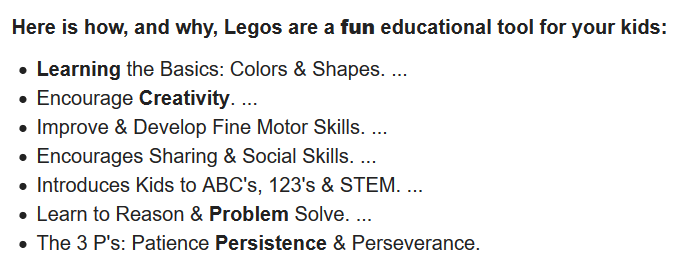 Here is how, and why, Legos are a fun educational tool for your kids:
• Learning the Basics: Colors & Shapes. ...
• Encourage Creativity. ...
• Improve & Develop Fine Motor Skills. ...
• Encourages Sharing & Social Skills. ...
• Introduces Kids to ABC's, 123's & STEM. ...
• Learn to Reason & Problem Solve. ...
• The 3 P's: Patience Persistence & Perseverance.